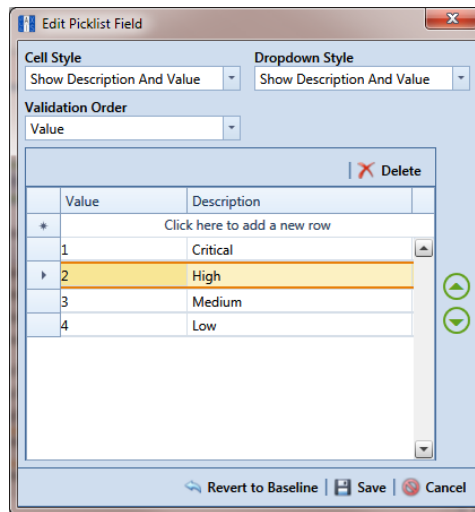 Edit Picklist Field
Cell Style Dropdown Style
Show Description And Value Show Description And Value
Validation Order
Value
Delete
Value Description
Click here to add a new row
1 Critical
2 High
3 Medium
4 Low
Revert to Baseline Save Cancel